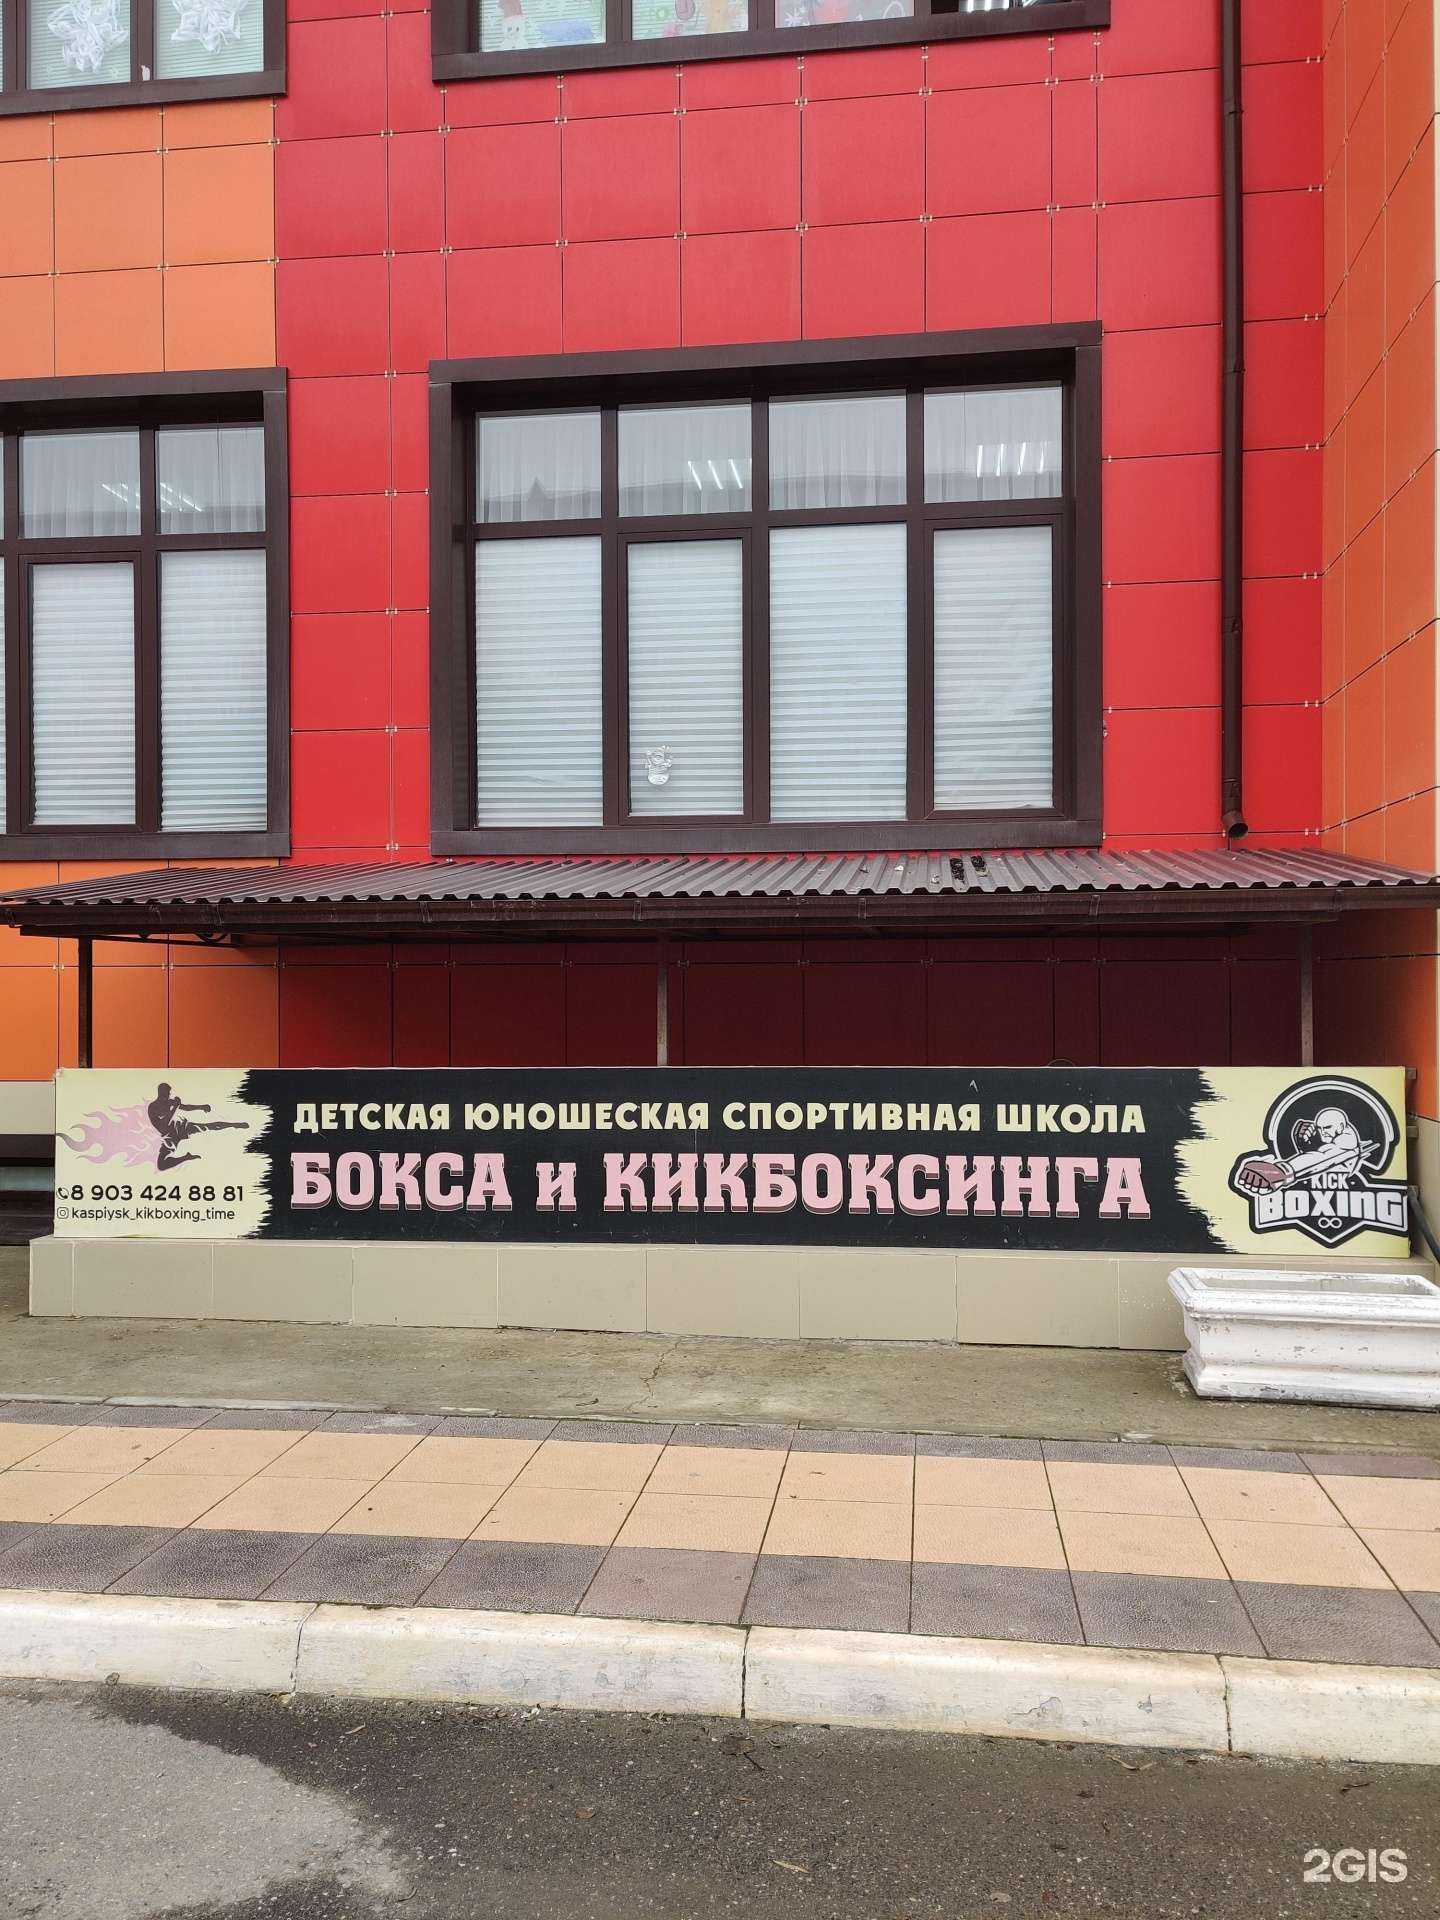 ДЕТСКАЯ ЮНОШЕСКАЯ СПОРТИВНАЯ ШКОЛА
БОКСА и КИКБОКСИНГА
8 903 424 88 81
kaspiysk_kikboxing_time
KICK
BOXING
2GIS